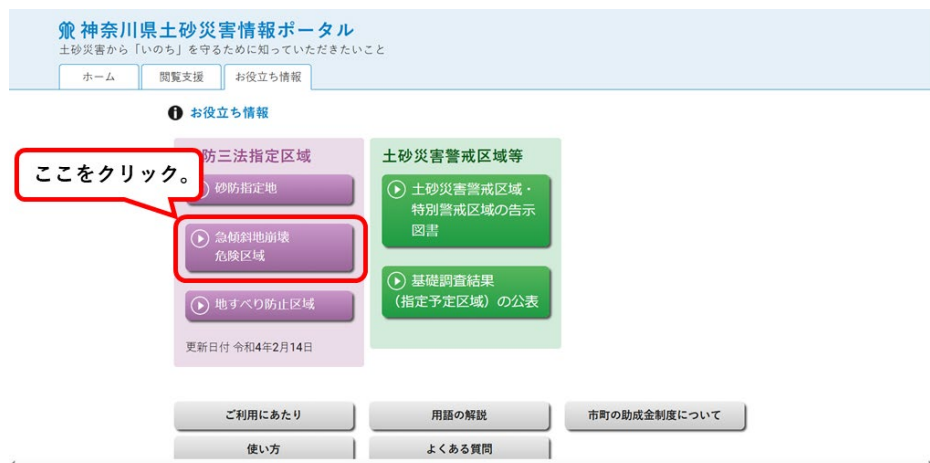 神奈川県土砂災害情報ポータル
土砂災害から「いのち」を守るために知っていただきたいこと
ホーム
閲覧支援
お役立ち情報
お役立ち情報
防三法指定区域
土砂災害警戒区域等
ここをクリック。
砂防指定地
土砂災害警戒区域・
特別警戒区域の告示
図書
急傾斜地崩壊
危険区域
基礎調査結果
(指定予定区域)の公表
地すべり防止区域
更新日付 令和4年2月14日
ご利用にあたり
用語の解説
市町の助成金制度について
使い方
よくある質問